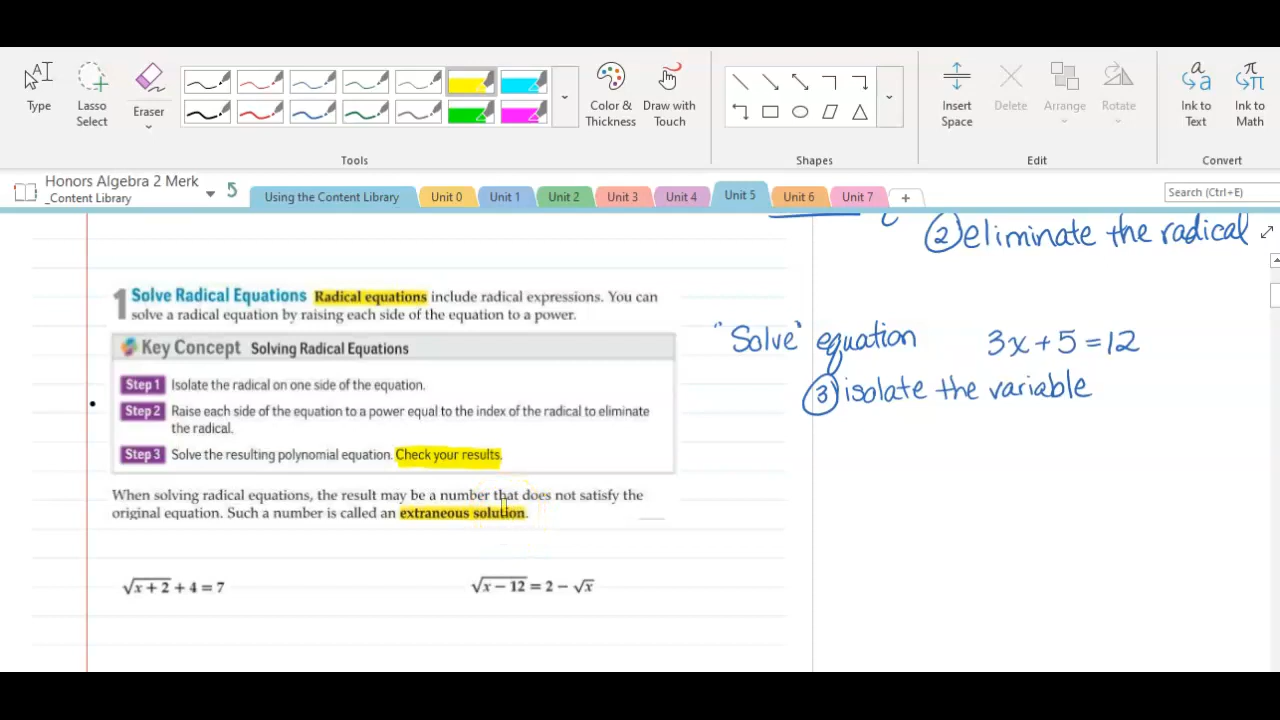 Type
Lasso Select
Eraser
Color & Thickness
Draw with Touch
Insert Space
Delete
Arrange
Rotate
Ink to Text
Ink to Math
Tools
Shapes
Edit
Convert
Honors Algebra 2 Merk
_Content Library
Using the Content Library
Unit 0
Unit 1
Unit 2
Unit 3
Unit 4
Unit 5
Unit 6
Unit 7
+
Search (Ctrl+E)
② eliminate the radical
1 Solve Radical Equations Radical equations include radical expressions. You can
solve a radical equation by raising each side of the equation to a power.
Key Concept Solving Radical Equations
Step 1 Isolate the radical on one side of the equation.
Step 2 Raise each side of the equation to a power equal to the index of the radical to eliminate
the radical.
Step 3 Solve the resulting polynomial equation. Check your results.
When solving radical equations, the result may be a number that does not satisfy the
original equation. Such a number is called an extraneous solution.
"Solve" equation 3x + 5 = 12
③ isolate the variable
√(x + 2) + 4 = 7
√(x − 12) = 2 − √x